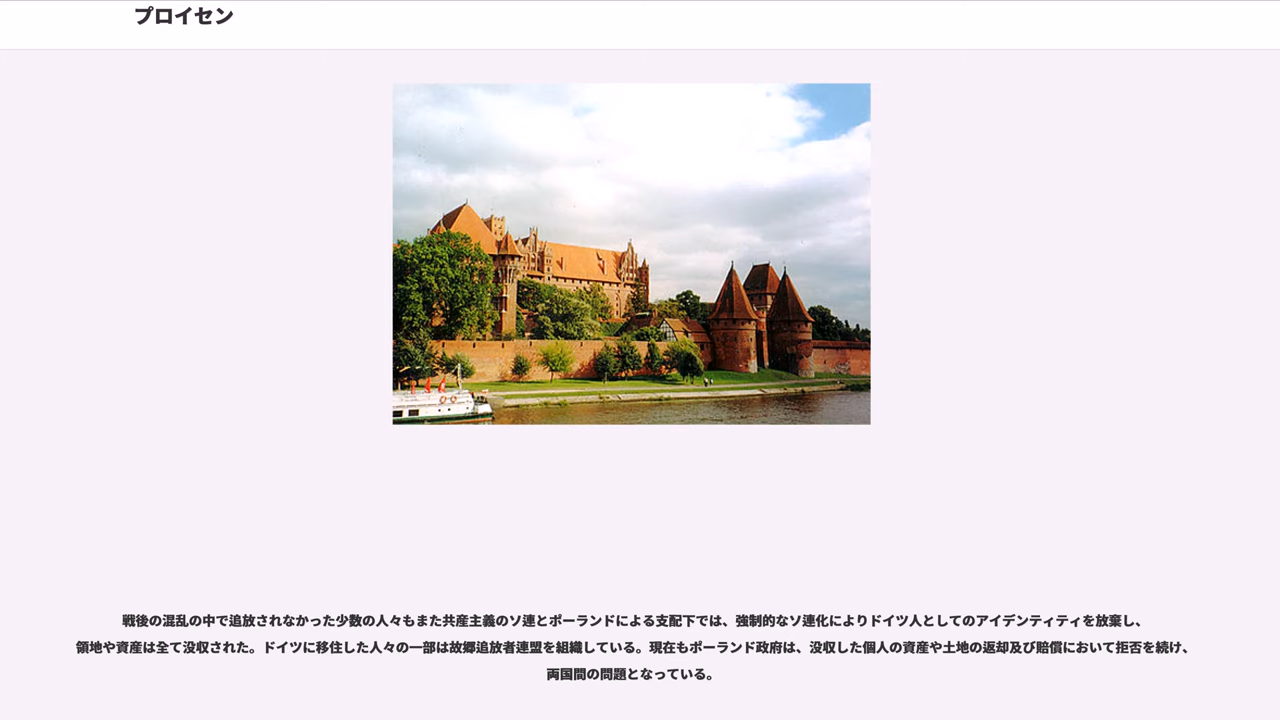 プロイセン
戦後の混乱の中で追放されなかった少数の人々もまた共産主義のソ連とポーランドによる支配下では、強制的なソ連化によりドイツ人としてのアイデンティティを放棄し、
領地や資産は全て没収された。ドイツに移住した人々の一部は故郷追放者連盟を組織している。現在もポーランド政府は、没収した個人の資産や土地の返却及び賠償において拒否を続け、
両国間の問題となっている。